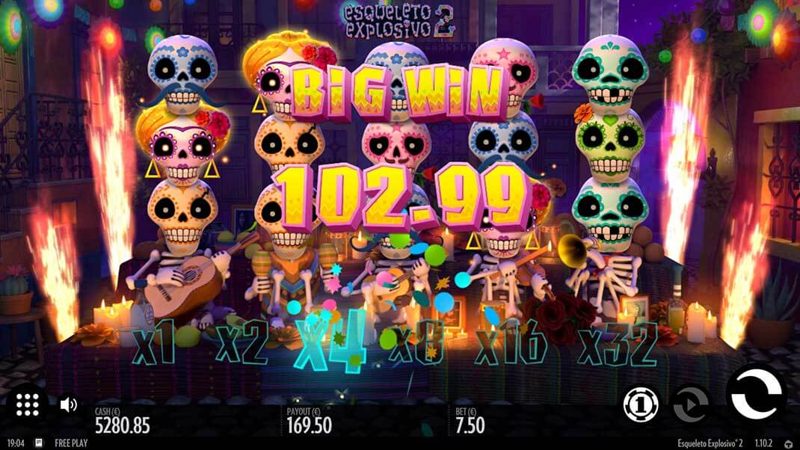 esqueleto
explosivo 2
BIG WIN
102.99
x1 x2 x4 x8 x16 x32
1
CASH (€) PAYOUT (€) BET (€)
5280.85 169.50 7.50
19:04 FREE PLAY Esqueleto Explosivo® 2 1.10.2